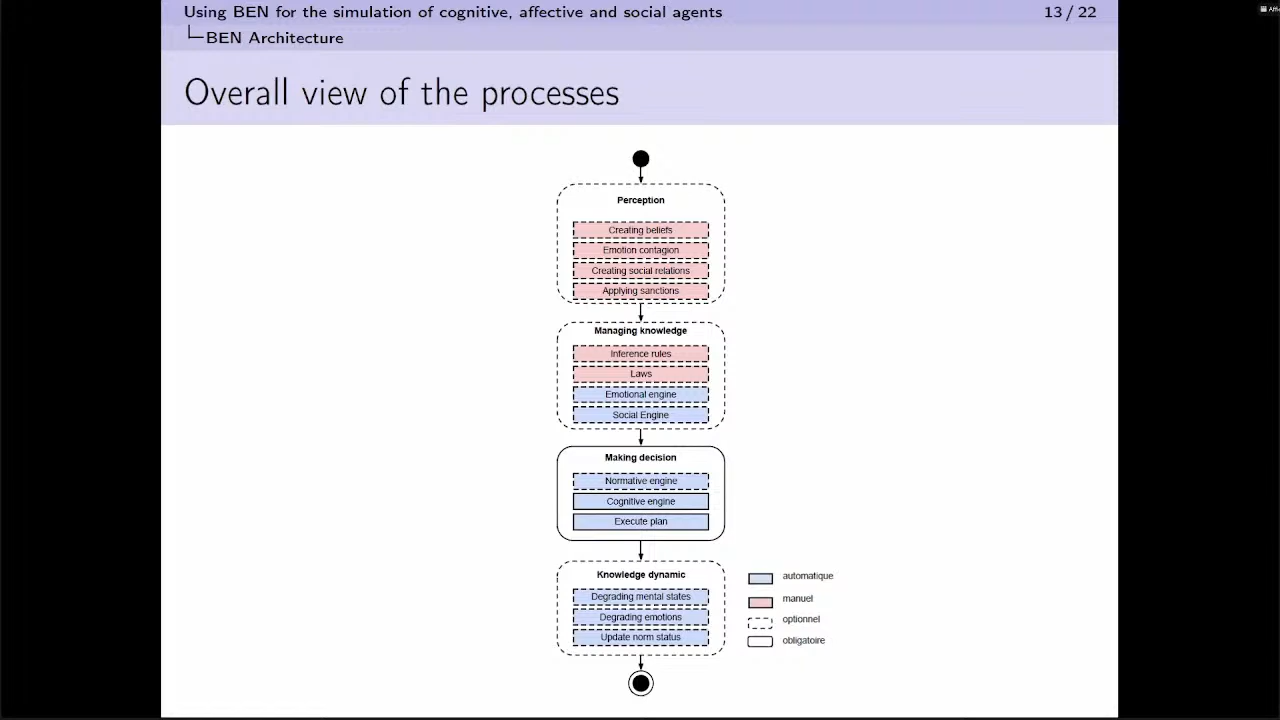 Using BEN for the simulation of cognitive, affective and social agents
13 / 22
BEN Architecture
Overall view of the processes
Perception
Creating beliefs
Emotion contagion
Creating social relations
Applying sanctions
Managing knowledge
Inference rules
Laws
Emotional engine
Social Engine
Making decision
Normative engine
Cognitive engine
Execute plan
Knowledge dynamic
Degrading mental states
Degrading emotions
Update norm status
automatique
manuel
optionnel
obligatoire